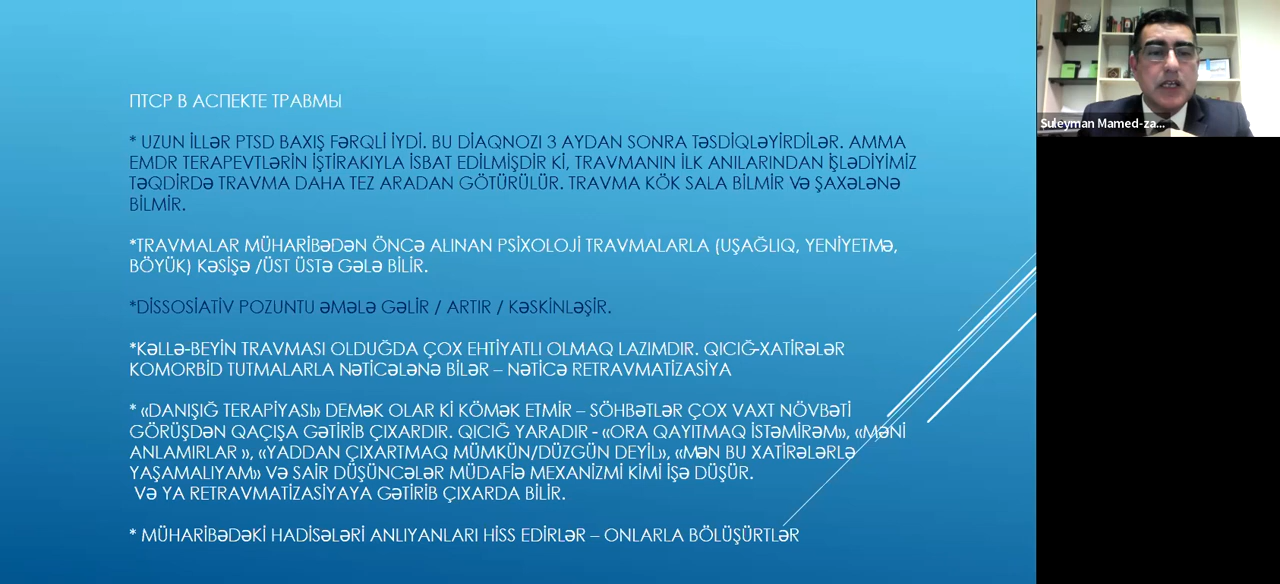 ПТСР В АСПЕКТЕ ТРАВМЫ
* UZUN İLLƏR PTSD BAXIŞ FƏRQLİ İYDİ. BU DİAQNOZI 3 AYDAN SONRA TƏSDİQLƏYİRDİLƏR. AMMA
EMDR TERAPEVTLƏRİN İŞTİRAKIYLA İSBAT EDİLMİŞDİR Kİ, TRAVMANIN İLK ANILARINDAN İŞLƏDİYİMİZ
TƏQDİRDƏ TRAVMA DAHA TEZ ARADAN GÖTÜRÜLÜR. TRAVMA KÖK SALA BİLMİR VƏ ŞAXƏLƏNƏ
BİLMİR.
*TRAVMALAR MÜHARİBƏDƏN ÖNCƏ ALINAN PSİXOLOJİ TRAVMALARLA (UŞAĞLIQ, YENİYETMƏ,
BÖYÜK) KƏSİŞƏ /ÜST ÜSTƏ GƏLƏ BİLİR.
*DİSSOSİATİV POZUNTU ƏMƏLƏ GƏLİR / ARTIR / KƏSKİNLƏŞİR.
*KƏLLƏ-BEYİN TRAVMASI OLDUĞDA ÇOX EHTİYATLI OLMAQ LAZIMDIR. QICIĞ-XATİRƏLƏR
KOMORBİD TUTMALARLA NƏTİCƏLƏNƏ BİLƏR – NƏTİCƏ RETRAVMATİZASİYA
* «DANIŞIĞ TERAPİYASI» DEMƏK OLAR Kİ KÖMƏK ETMİR – SÖHBƏTLƏR ÇOX VAXT NÖVBƏTİ
GÖRÜŞDƏN QAÇIŞA GƏTİRİB ÇIXARDIR. QICIĞ YARADIR - «ORA QAYITMAQ İSTƏMİRƏM», «MƏNİ
ANLAMIRLAR », «YADDAN ÇIXARTMAQ MÜMKÜN/DÜZGÜN DEYİL», «MƏN BU XATİRƏLƏRLƏ
YAŞAMALIYAM» VƏ SAİR DÜŞÜNCƏLƏR MÜDAFİƏ MEXANİZMİ KİMİ İŞƏ DÜŞÜR.
VƏ YA RETRAVMATİZASİYAYA GƏTİRİB ÇIXARDA BİLİR.
* MÜHARİBƏDƏKİ HADİSƏLƏRİ ANLIYANLARI HİSS EDİRLƏR – ONLARLA BÖLÜŞÜRTLƏR
Suleyman Mamed-za...